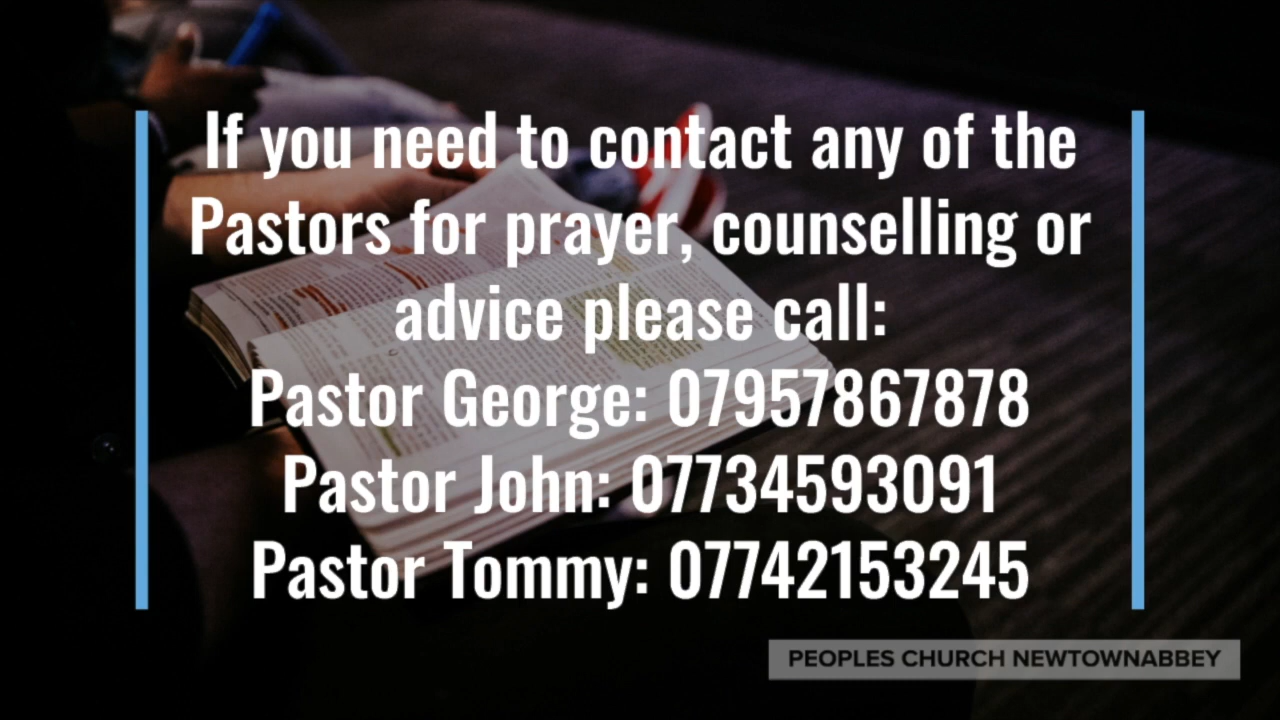 If you need to contact any of the
Pastors for prayer, counselling or
advice please call:
Pastor George: 07957867878
Pastor John: 07734593091
Pastor Tommy: 07742153245
PEOPLES CHURCH NEWTOWNABBEY